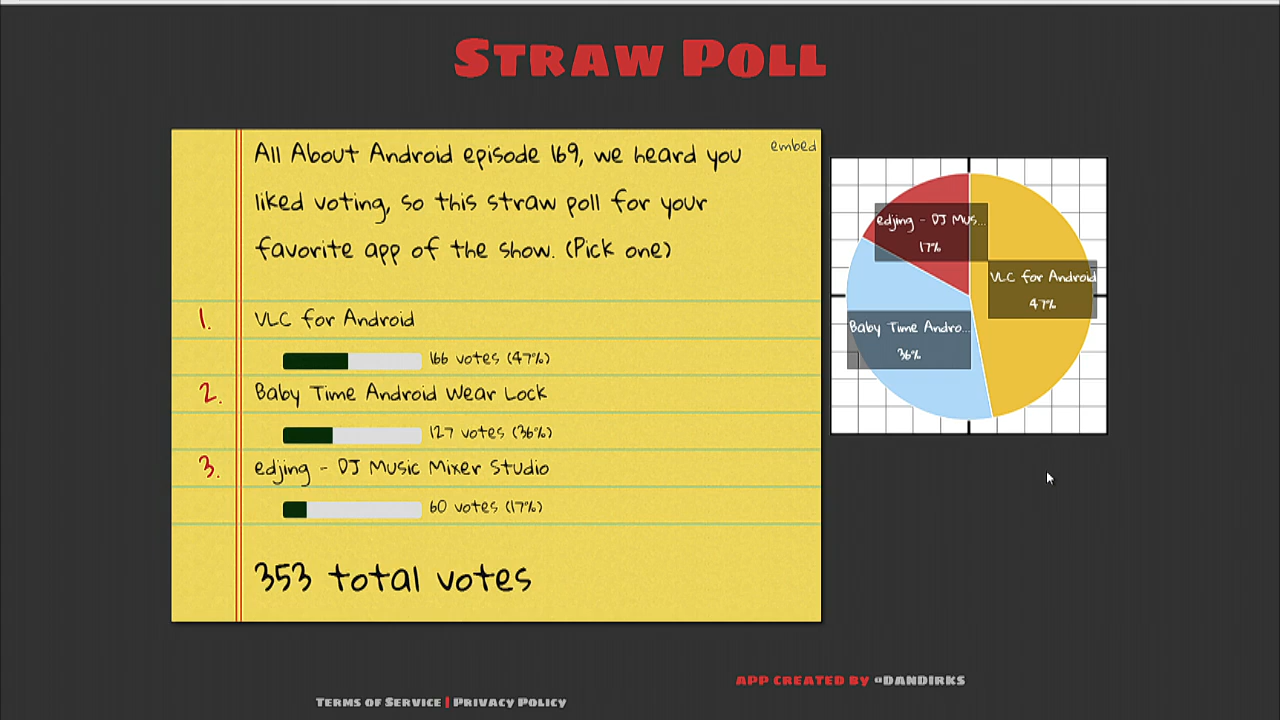 STRAW POLL
All About Android episode 169, we heard you
liked voting, so this straw poll for your
favorite app of the show. (Pick one)
embed
1. VLC for Android
166 votes (47%)
2. Baby Time Android Wear Lock
127 votes (36%)
3. edjing - DJ Music Mixer Studio
60 votes (17%)
353 total votes
edjing - DJ Mus...
17%
VLC for Android
47%
Baby Time Andro...
36%
APP CREATED BY @DANDIRKS
TERMS OF SERVICE | PRIVACY POLICY